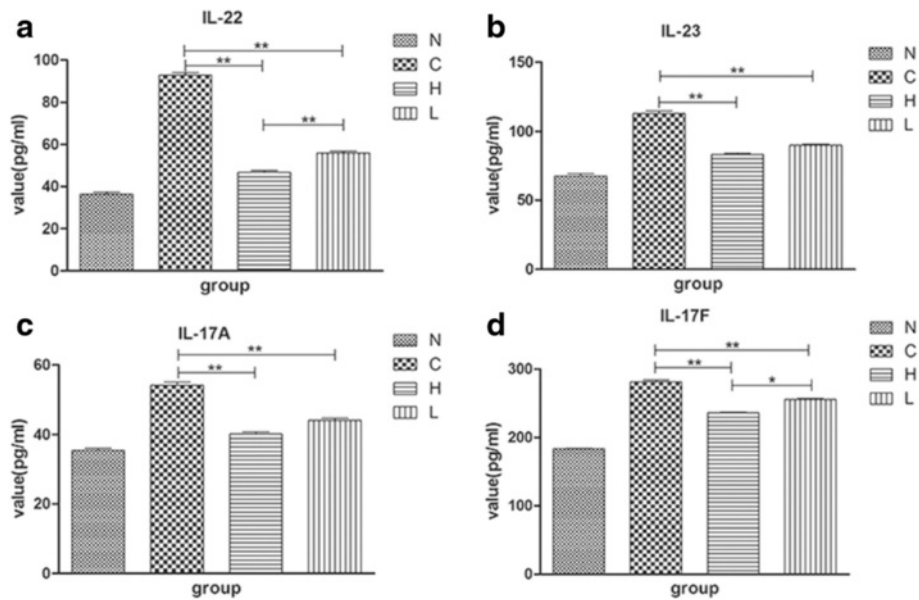 a
IL-22
value(pg/ml)
100
80
60
40
20
0
**
**
**
group
N
C
H
L
b
IL-23
value(pg/ml)
150
100
50
0
**
**
group
N
C
H
L
c
IL-17A
value(pg/ml)
60
40
20
0
**
**
group
N
C
H
L
d
IL-17F
value(pg/ml)
300
200
100
0
**
**
*
group
N
C
H
L